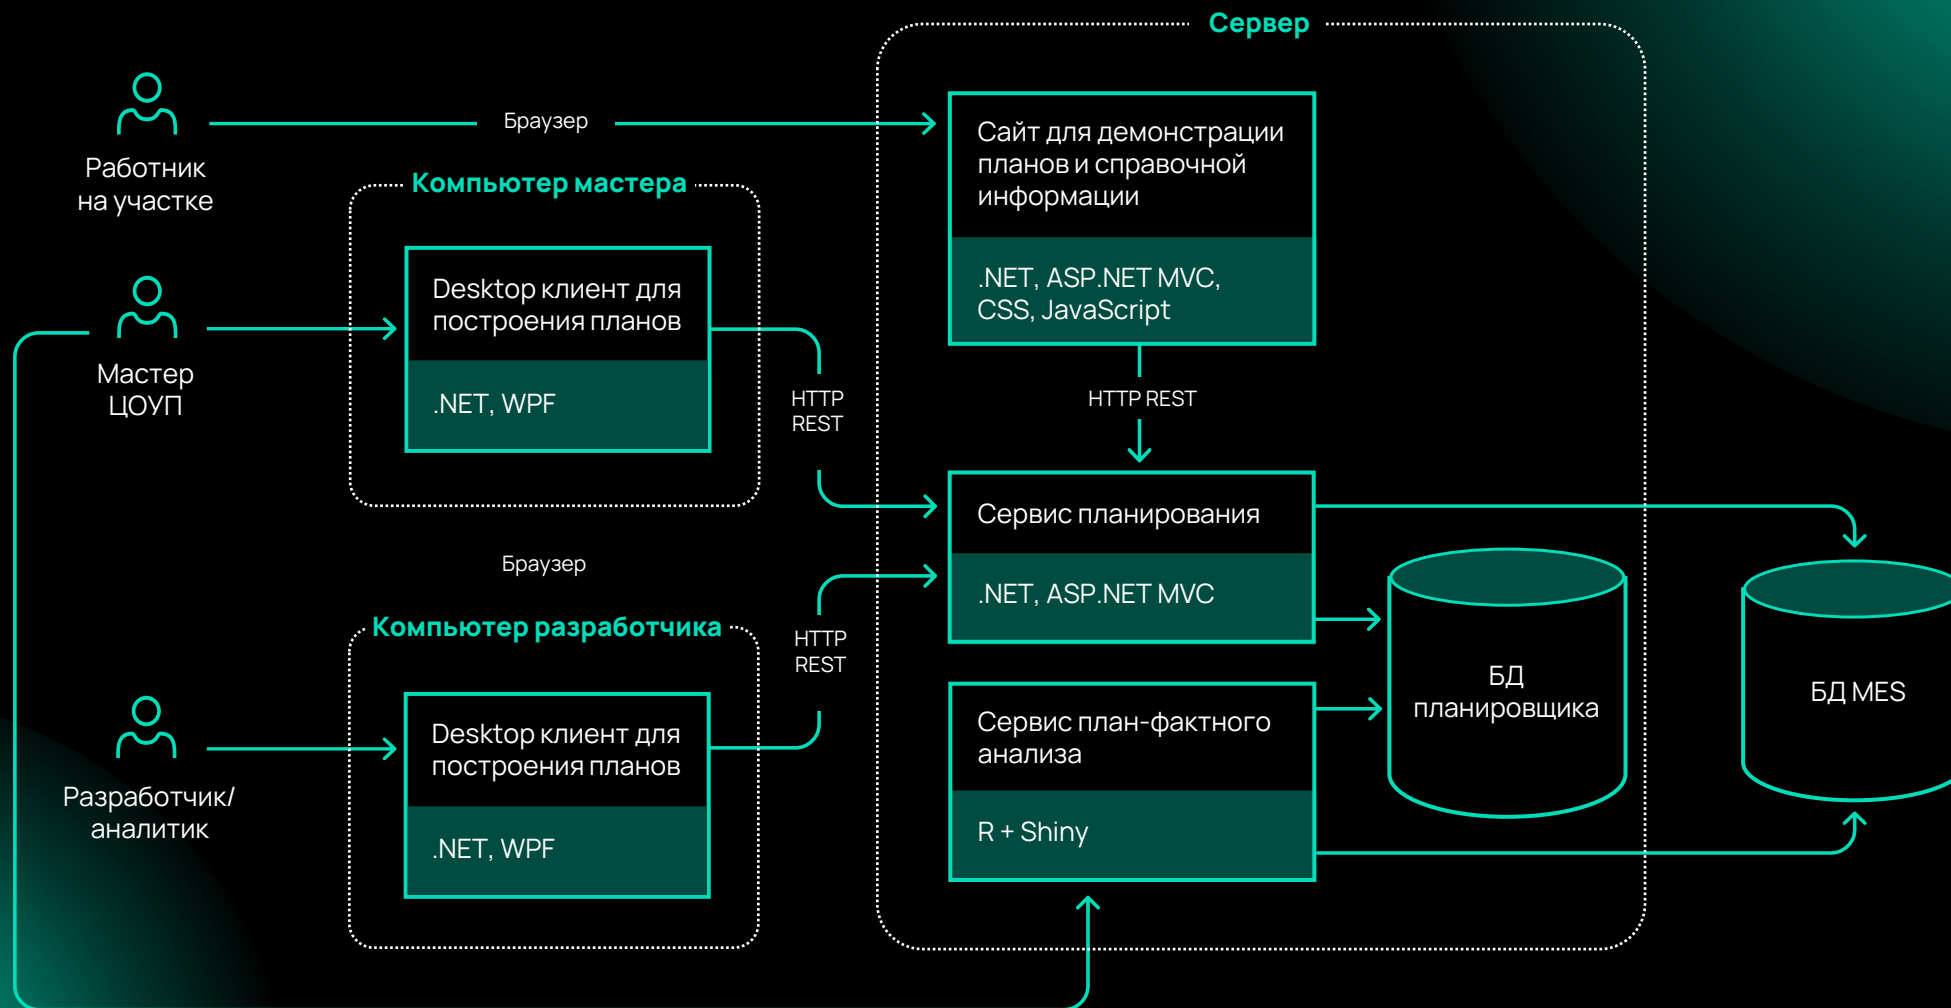 Сервер
Браузер
Работник
на участке
Сайт для демонстрации
планов и справочной
информации
.NET, ASP.NET MVC,
CSS, JavaScript
Компьютер мастера
Desktop клиент для
построения планов
.NET, WPF
Мастер
ЦОУП
HTTP
REST
HTTP REST
Сервис планирования
.NET, ASP.NET MVC
Браузер
Компьютер разработчика
HTTP
REST
Desktop клиент для
построения планов
.NET, WPF
Разработчик/
аналитик
Сервис план-фактного
анализа
R + Shiny
БД
планировщика
БД MES